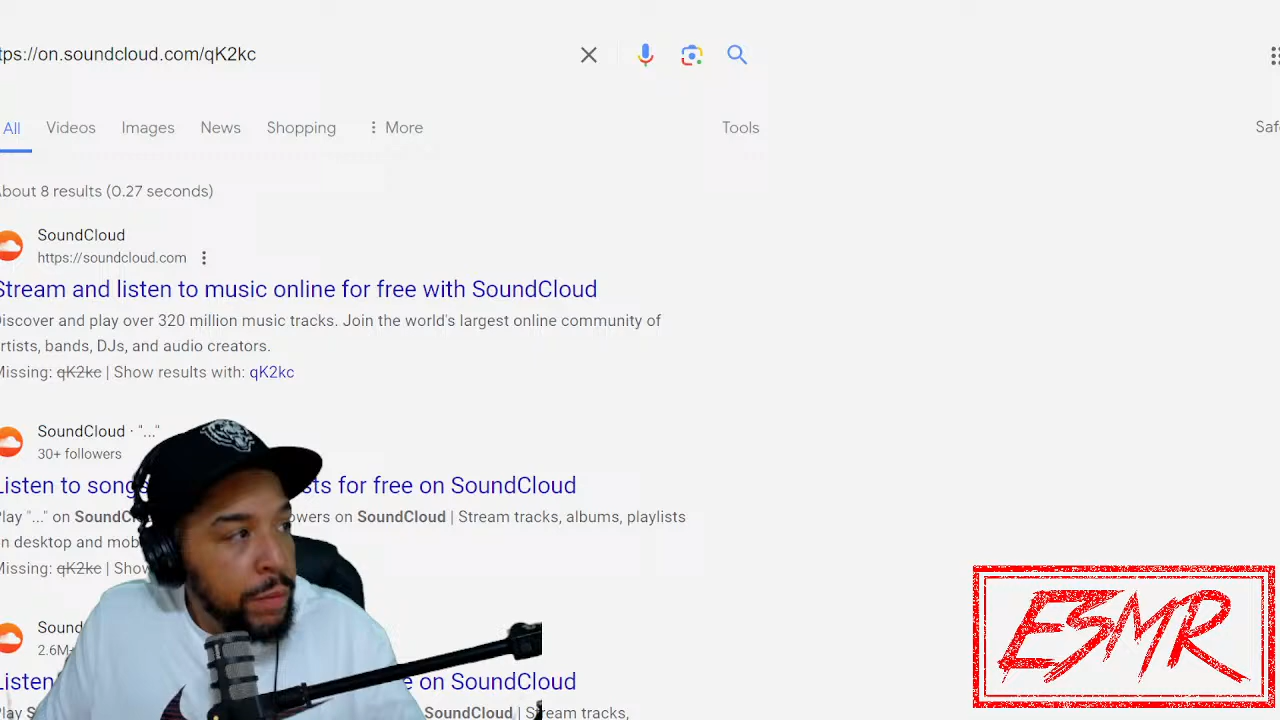 tps://on.soundcloud.com/qK2kc
All Videos Images News Shopping More Tools Saf
bout 8 results (0.27 seconds)
SoundCloud
https://soundcloud.com
Stream and listen to music online for free with SoundCloud
iscover and play over 320 million music tracks. Join the world's largest online community of
rtists, bands, DJs, and audio creators.
Missing: qK2kc | Show results with: qK2kc
SoundCloud · "..."
30+ followers
Listen to song sts for free on SoundCloud
Play "..." on SoundCl owers on SoundCloud | Stream tracks, albums, playlists
n desktop and mob
Missing: qK2kc | Show
Sound
2.6M+
Listen e on SoundCloud
Play S SoundCloud | Stream tracks,
ESMR